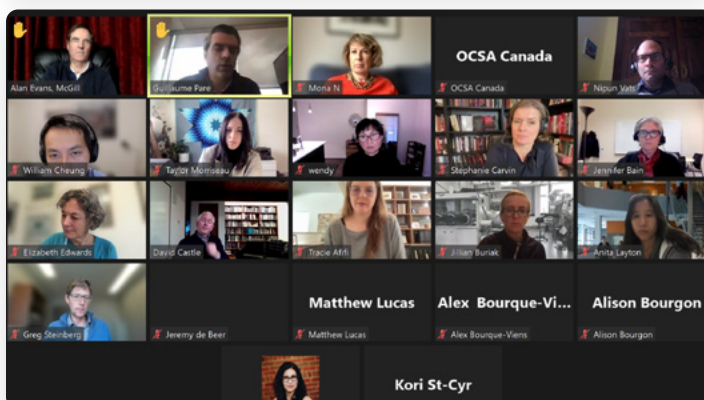 OCSA Canada
Alan Evans, McGill
Guillaume Pare
Mona N
OCSA Canada
Nipun Vats
William Cheung
Taylor Morriseau
wendy
Stephanie Carvin
Jennifer Bain
Elizabeth Edwards
David Castle
Tracie Afifi
Jillian Buriak
Anita Layton
Matthew Lucas
Alex Bourque-Vi...
Alison Bourgon
Greg Steinberg
Jeremy de Beer
Matthew Lucas
Alex Bourque-Viens
Alison Bourgon
Kori St-Cyr